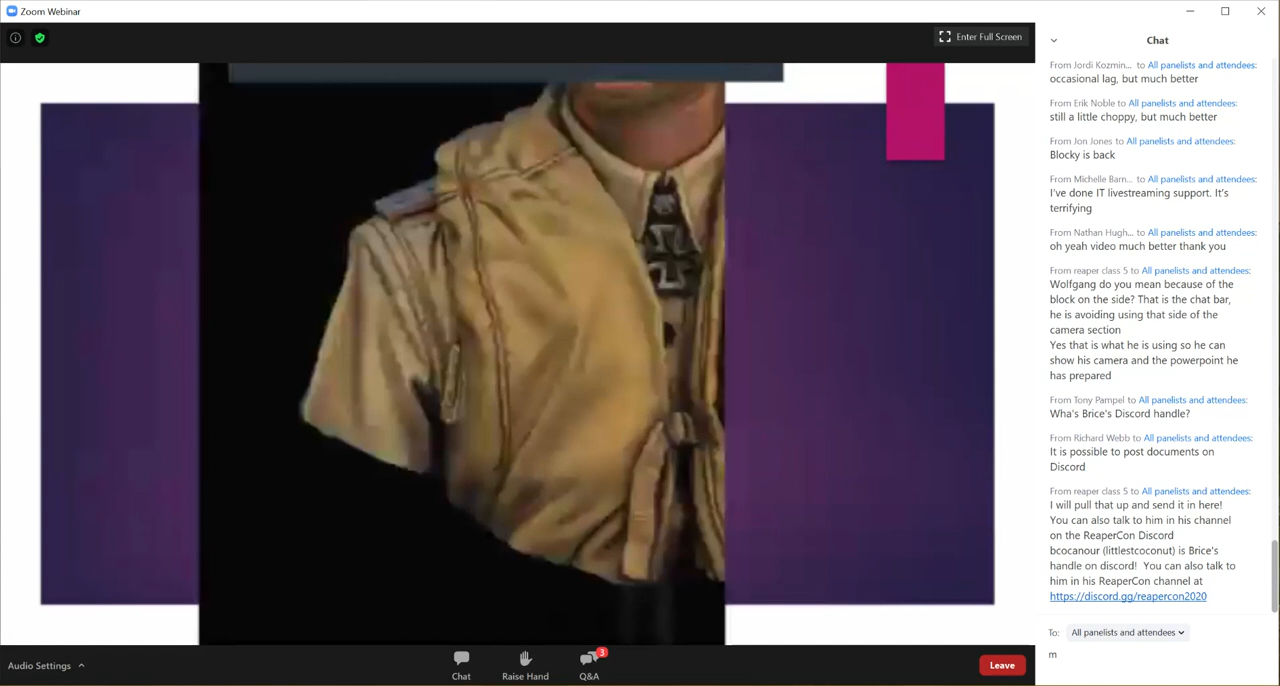 Zoom Webinar
Enter Full Screen
Chat
From Jordi Kozmin... to All panelists and attendees:
occasional lag, but much better
From Erik Noble to All panelists and attendees:
still a little choppy, but much better
From Jon Jones to All panelists and attendees:
Blocky is back
From Michelle Barn... to All panelists and attendees:
I've done IT livestreaming support. It's
terrifying
From Nathan Hugh... to All panelists and attendees:
oh yeah video much better thank you
From reaper class 5 to All panelists and attendees:
Wolfgang do you mean because of the
block on the side? That is the chat bar,
he is avoiding using that side of the
camera section
Yes that is what he is using so he can
show his camera and the powerpoint he
has prepared
From Tony Pampel to All panelists and attendees:
Wha's Brice's Discord handle?
From Richard Webb to All panelists and attendees:
It is possible to post documents on
Discord
From reaper class 5 to All panelists and attendees:
I will pull that up and send it in here!
You can also talk to him in his channel
on the ReaperCon Discord
bcocanour (littlestcoconut) is Brice's
handle on discord! You can also talk to
him in his ReaperCon channel at
https://discord.gg/reapercon2020
To: All panelists and attendees
m
Audio Settings
Chat
Raise Hand
3
Q&A
Leave